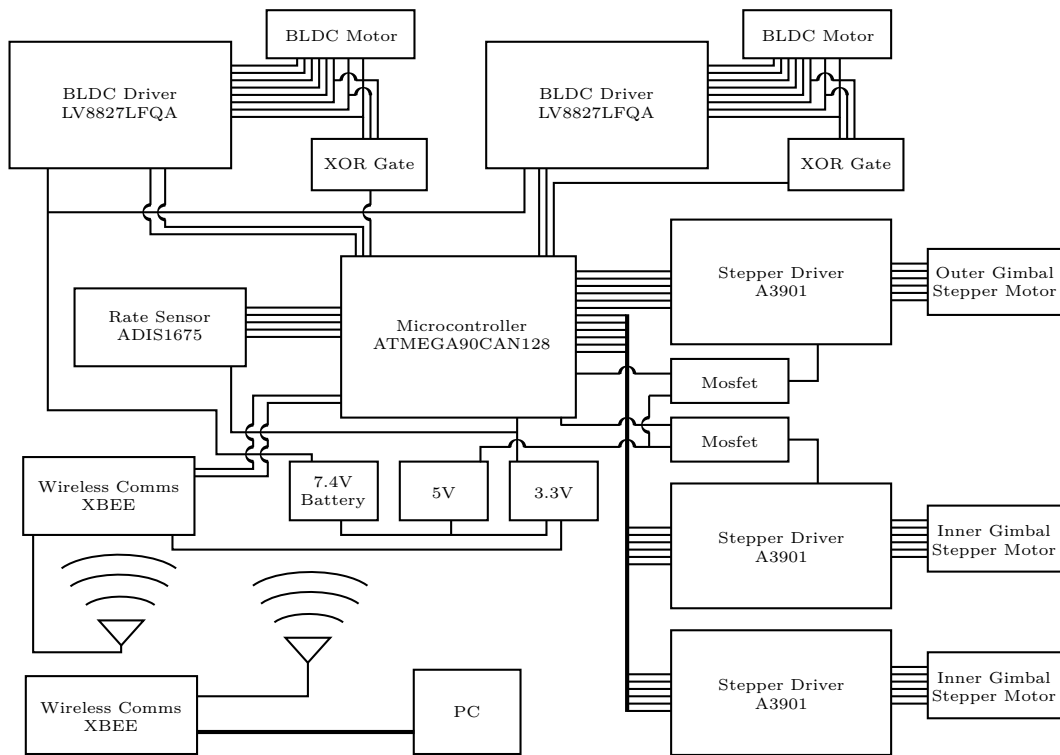 BLDC Motor
BLDC Motor
BLDC Driver
LV8827LFQA
BLDC Driver
LV8827LFQA
XOR Gate
XOR Gate
Stepper Driver
A3901
Outer Gimbal
Stepper Motor
Rate Sensor
ADIS1675
Microcontroller
ATMEGA90CAN128
Mosfet
Mosfet
Wireless Comms
XBEE
7.4V
Battery
5V
3.3V
Stepper Driver
A3901
Inner Gimbal
Stepper Motor
Stepper Driver
A3901
Inner Gimbal
Stepper Motor
Wireless Comms
XBEE
PC